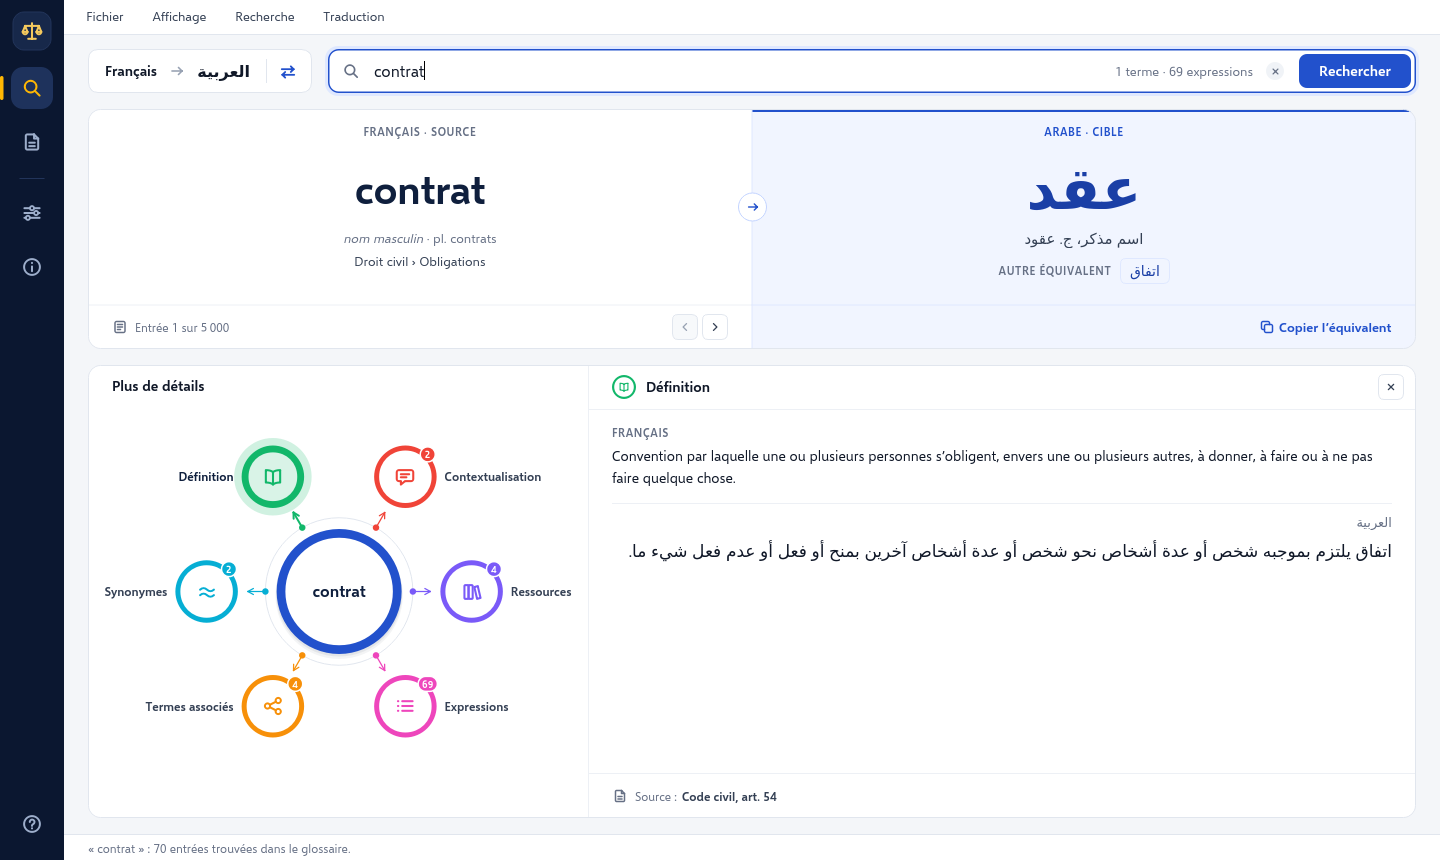 Fichier Affichage Recherche Traduction
Français → العربية
contrat
1 terme · 69 expressions
Rechercher
FRANÇAIS · SOURCE
contrat
nom masculin · pl. contrats
Droit civil › Obligations
Entrée 1 sur 5 000
ARABE · CIBLE
عقد
اسم مذكر، ج. عقود
AUTRE ÉQUIVALENT اتفاق
Copier l’équivalent
Plus de détails
Définition
2
Contextualisation
Synonymes
2
contrat
4
Ressources
Termes associés
4
69
Expressions
Définition
FRANÇAIS
Convention par laquelle une ou plusieurs personnes s’obligent, envers une ou plusieurs autres, à donner, à faire ou à ne pas
faire quelque chose.
العربية
اتفاق يلتزم بموجبه شخص أو عدة أشخاص نحو شخص أو عدة أشخاص آخرين بمنح أو فعل أو عدم فعل شيء ما.
Source : Code civil, art. 54
« contrat » : 70 entrées trouvées dans le glossaire.